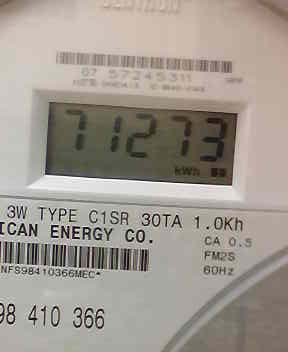 CENTRON
07 57245311
71273
kWh
3W TYPE C1SR 30TA 1.0Kh
ICAN ENERGY CO.
CA 0.5
FM2S
NFS98410366MEC*
60Hz
98 410 366